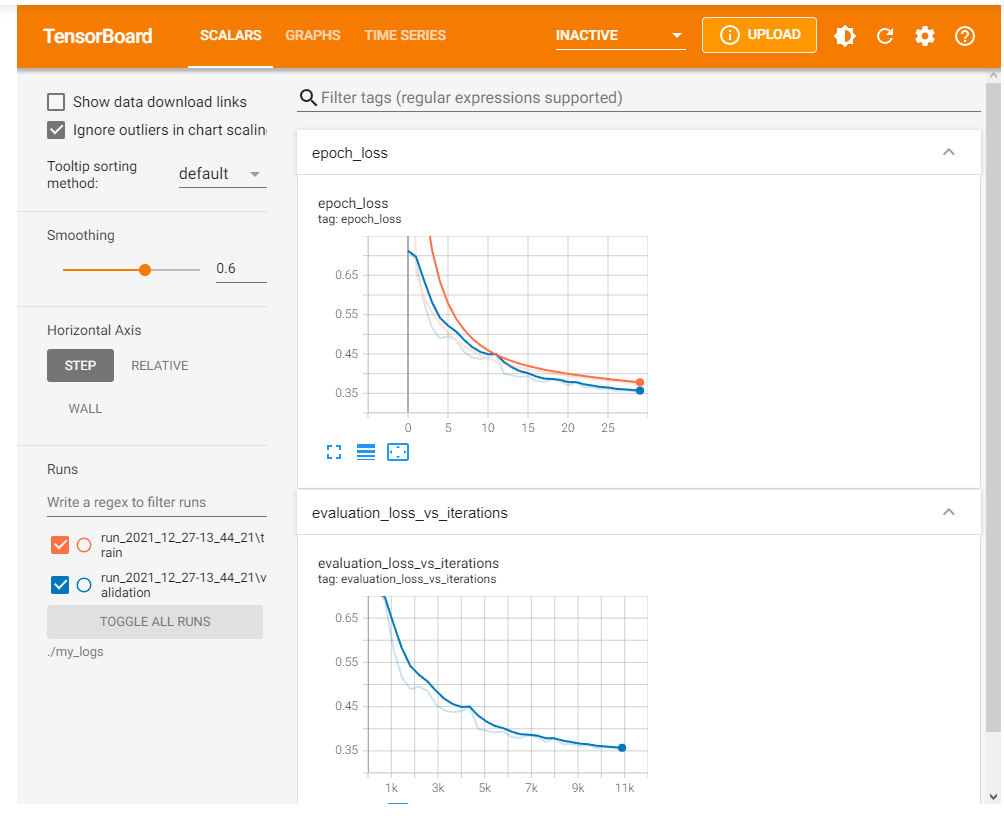 TensorBoard
SCALARS GRAPHS TIME SERIES
INACTIVE
UPLOAD
Show data download links
Ignore outliers in chart scalin
Tooltip sorting
method:
default
Smoothing
0.6
Horizontal Axis
STEP RELATIVE
WALL
Runs
Write a regex to filter runs
run_2021_12_27-13_44_21\t
rain
run_2021_12_27-13_44_21\v
alidation
TOGGLE ALL RUNS
./my_logs
Filter tags (regular expressions supported)
epoch_loss
epoch_loss
tag: epoch_loss
0.65
0.55
0.45
0.35
0 5 10 15 20 25
evaluation_loss_vs_iterations
evaluation_loss_vs_iterations
tag: evaluation_loss_vs_iterations
0.65
0.55
0.45
0.35
1k 3k 5k 7k 9k 11k